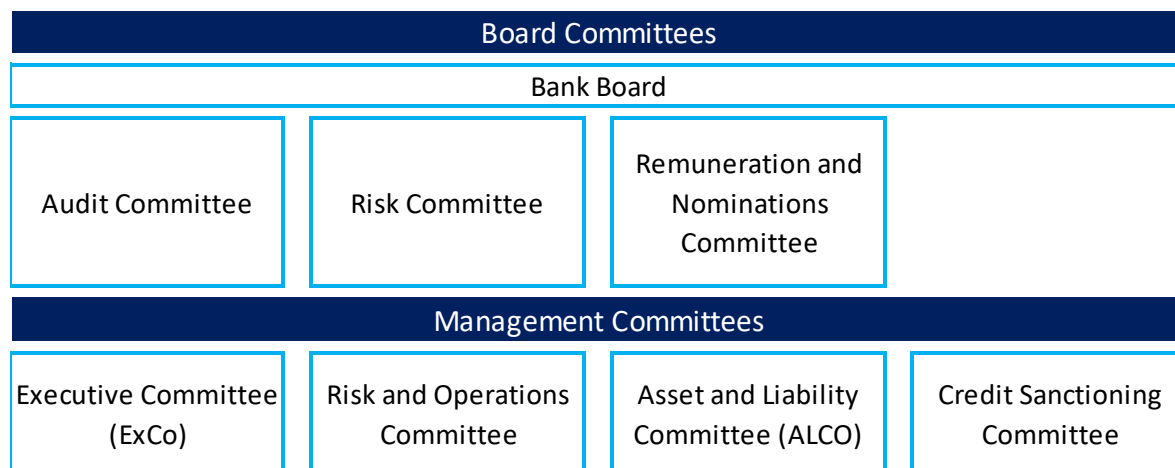 Board Committees
Bank Board
Audit Committee
Risk Committee
Remuneration and
Nominations
Committee
Management Committees
Executive Committee
(ExCo)
Risk and Operations
Committee
Asset and Liability
Committee (ALCO)
Credit Sanctioning
Committee